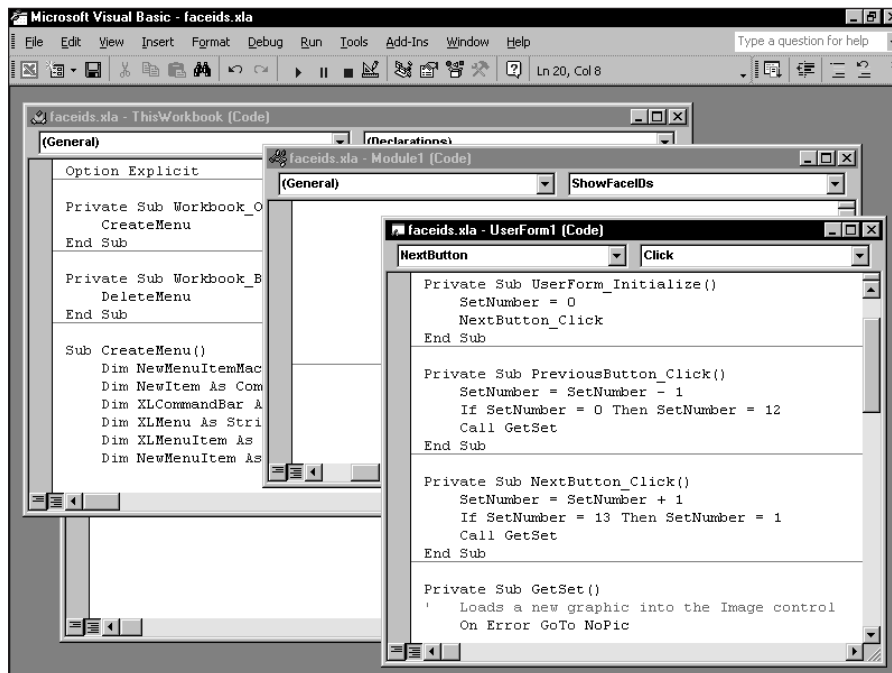 Microsoft Visual Basic - faceids.xla
File Edit View Insert Format Debug Run Tools Add-Ins Window Help
Type a question for help
Ln 20, Col 8
faceids.xla - ThisWorkbook (Code)
(General) (Declarations)
Option Explicit
Private Sub Workbook_O
CreateMenu
End Sub
Private Sub Workbook_B
DeleteMenu
End Sub
Sub CreateMenu()
Dim NewMenuItemMac
Dim NewItem As Com
Dim XLCommandBar A
Dim XLMenu As Stri
Dim XLMenuItem As
Dim NewMenuItem As
faceids.xla - Module1 (Code)
(General) ShowFaceIDs
faceids.xla - UserForm1 (Code)
NextButton Click
Private Sub UserForm_Initialize()
SetNumber = 0
NextButton_Click
End Sub
Private Sub PreviousButton_Click()
SetNumber = SetNumber - 1
If SetNumber = 0 Then SetNumber = 12
Call GetSet
End Sub
Private Sub NextButton_Click()
SetNumber = SetNumber + 1
If SetNumber = 13 Then SetNumber = 1
Call GetSet
End Sub
Private Sub GetSet()
' Loads a new graphic into the Image control
On Error GoTo NoPic